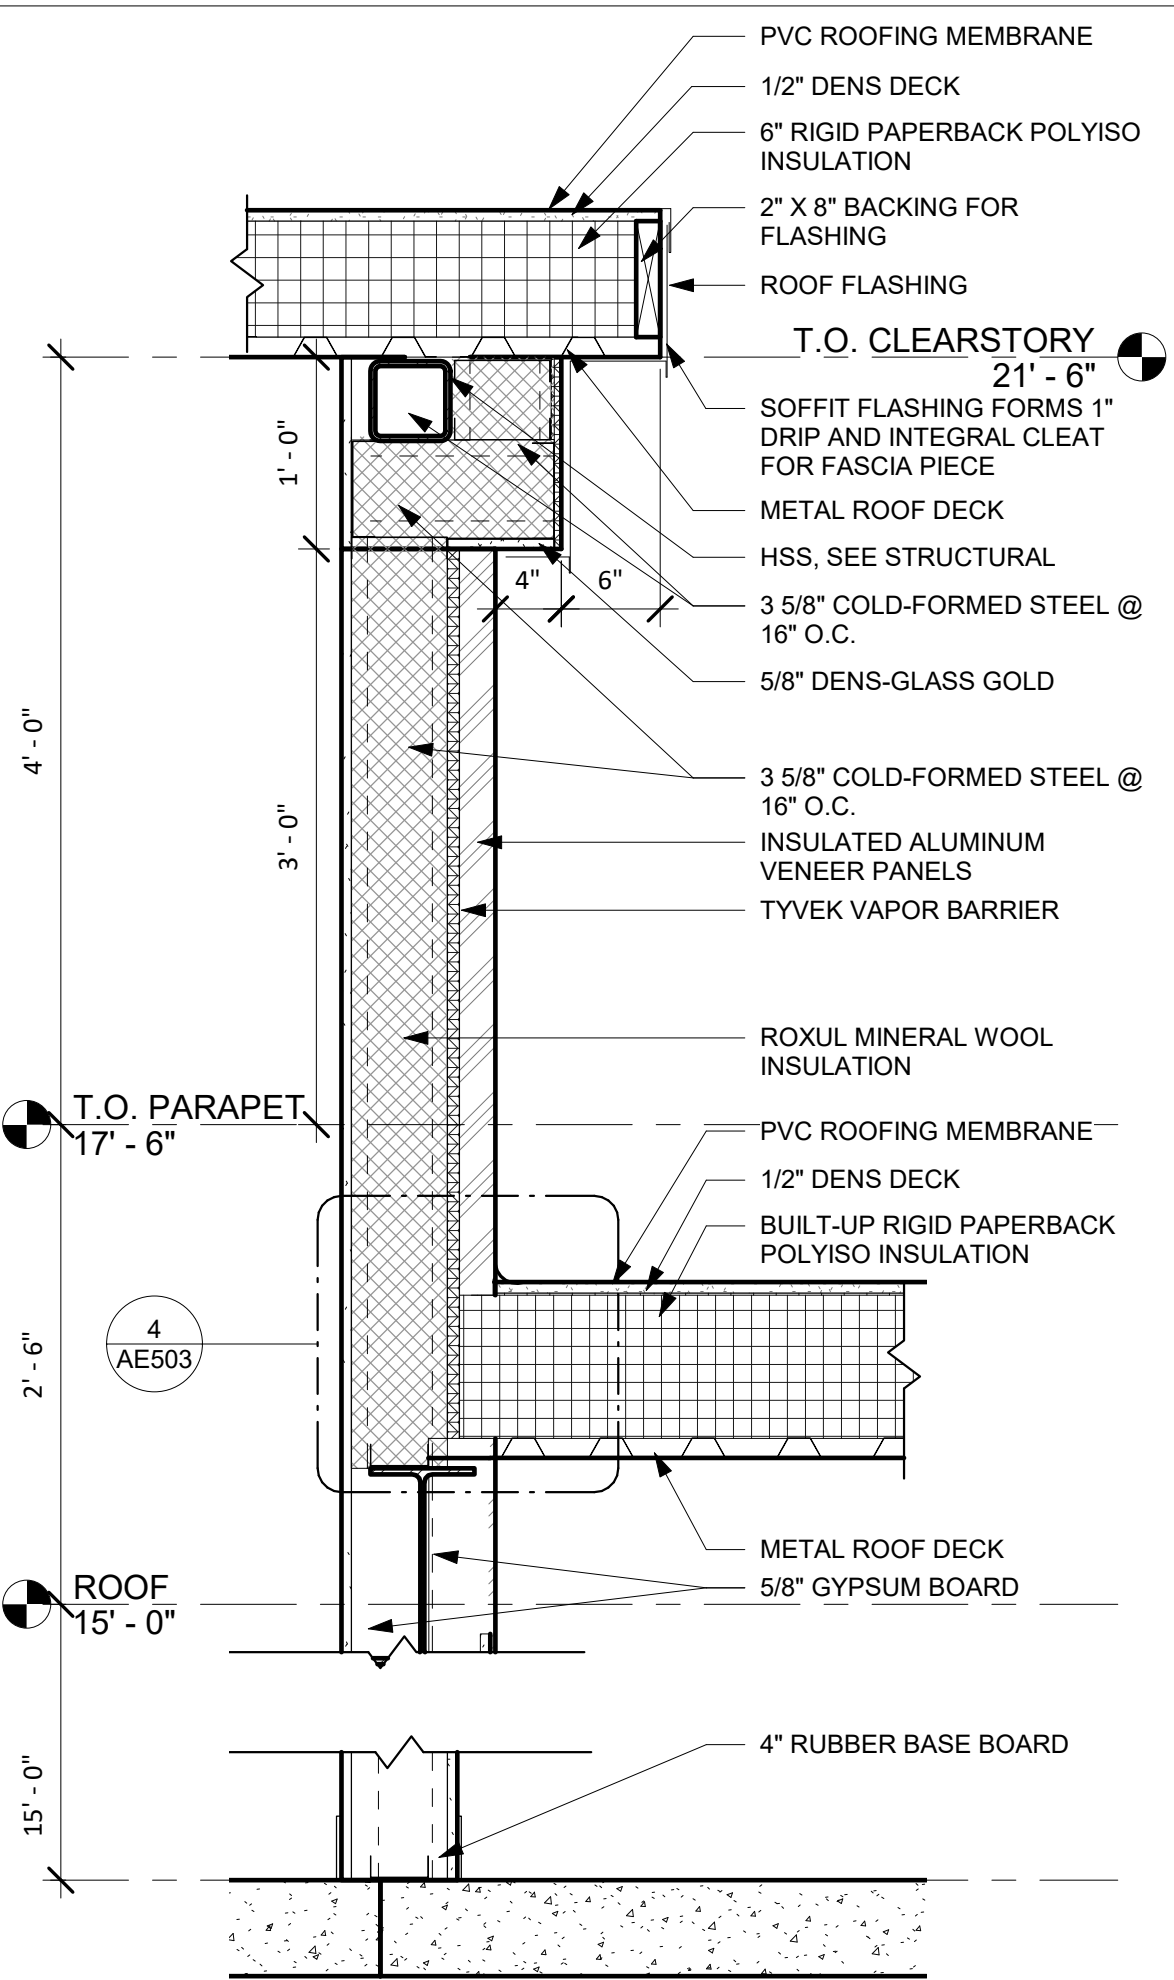 PVC ROOFING MEMBRANE
1/2" DENS DECK
6" RIGID PAPERBACK POLYISO
INSULATION
2" X 8" BACKING FOR
FLASHING
ROOF FLASHING
T.O. CLEARSTORY
21' - 6"
SOFFIT FLASHING FORMS 1"
DRIP AND INTEGRAL CLEAT
FOR FASCIA PIECE
METAL ROOF DECK
HSS, SEE STRUCTURAL
3 5/8" COLD-FORMED STEEL @
16" O.C.
5/8" DENS-GLASS GOLD
3 5/8" COLD-FORMED STEEL @
16" O.C.
INSULATED ALUMINUM
VENEER PANELS
TYVEK VAPOR BARRIER
ROXUL MINERAL WOOL
INSULATION
PVC ROOFING MEMBRANE
1/2" DENS DECK
BUILT-UP RIGID PAPERBACK
POLYISO INSULATION
METAL ROOF DECK
5/8" GYPSUM BOARD
4" RUBBER BASE BOARD
1' - 0"
4"
6"
4' - 0"
3' - 0"
T.O. PARAPET
17' - 6"
4
AE503
2' - 6"
ROOF
15' - 0"
15' - 0"